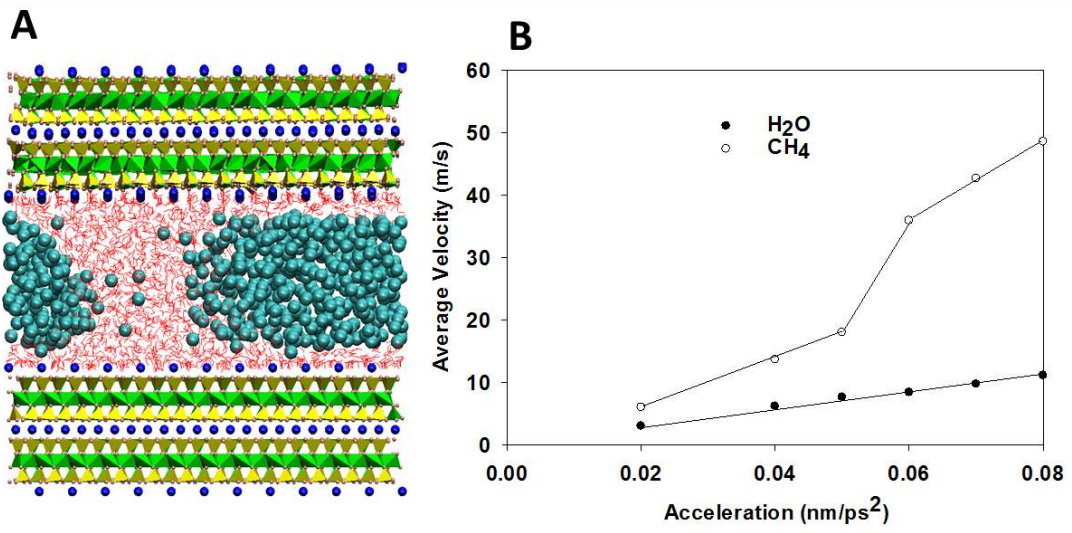 A
B
60
50
40
30
20
10
0
Average Velocity (m/s)
H2O
CH4
0.00 0.02 0.04 0.06 0.08
Acceleration (nm/ps2)